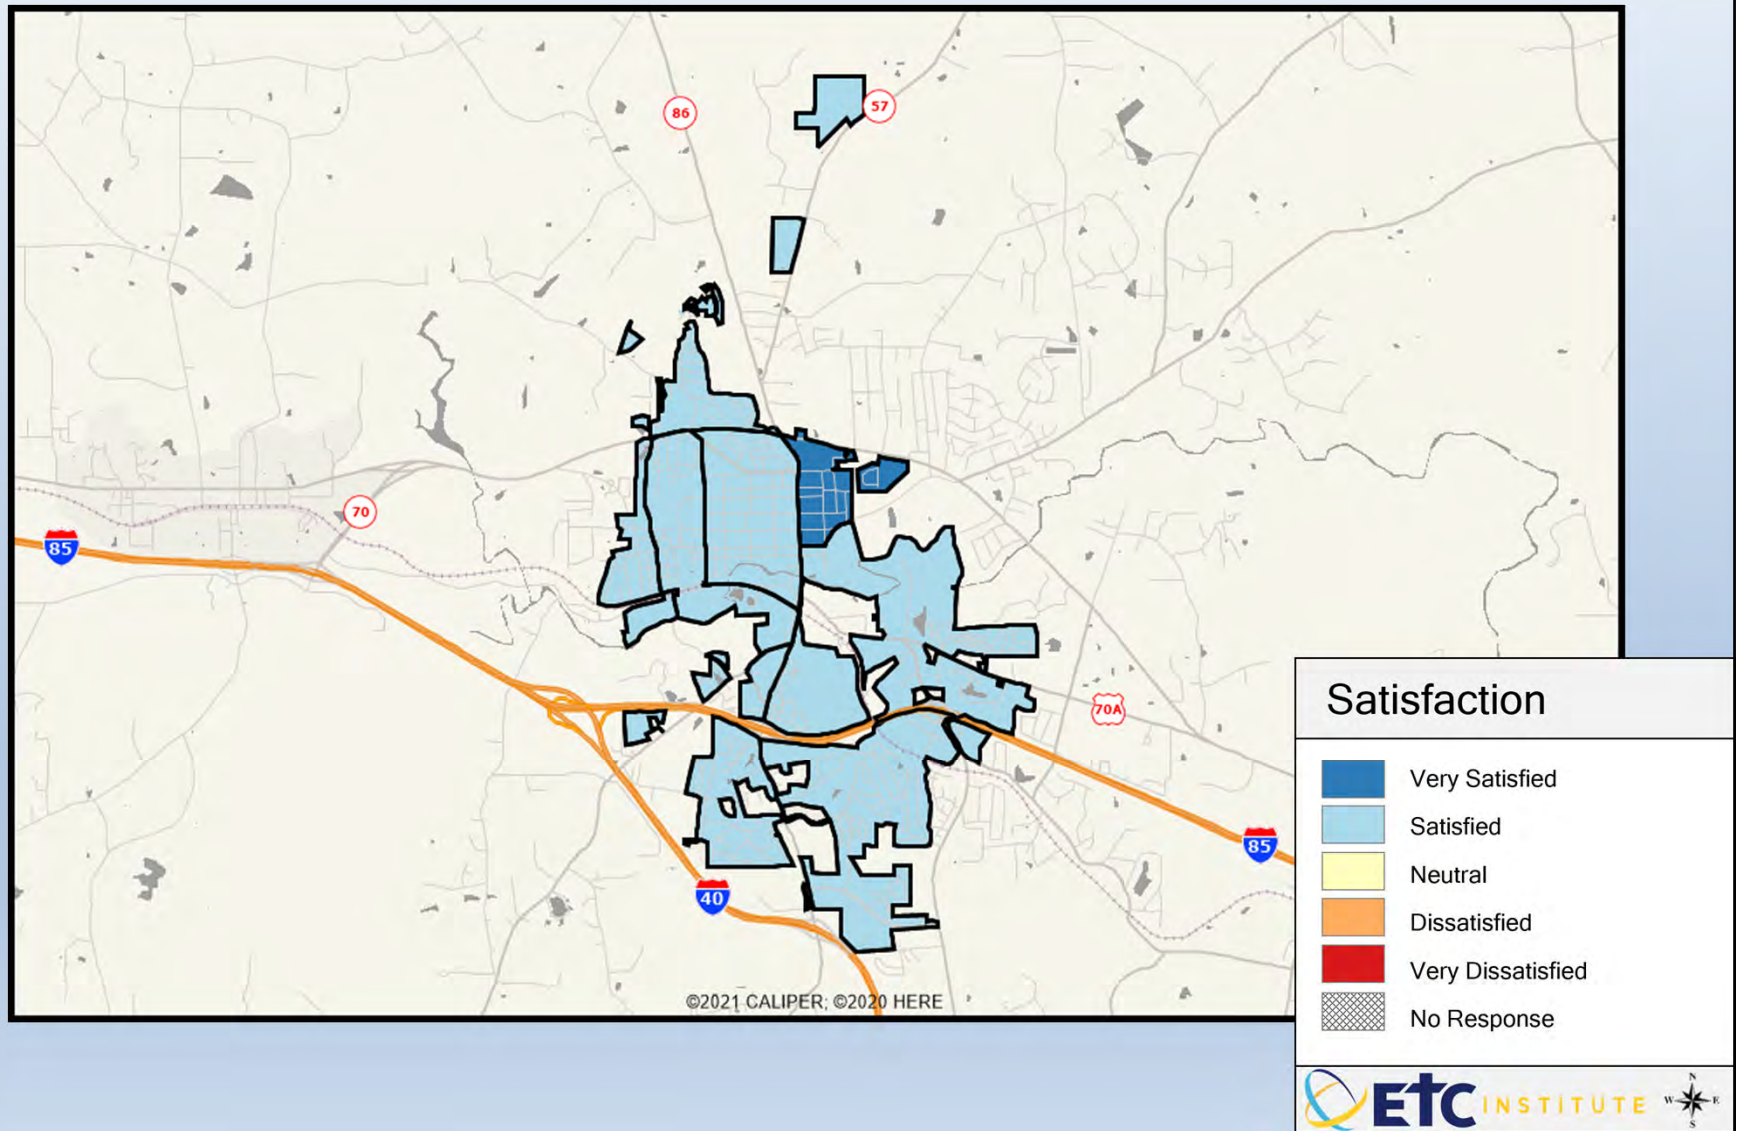 86
57
70
85
70A
85
40
©2021 CALIPER; ©2020 HERE
Satisfaction
Very Satisfied
Satisfied
Neutral
Dissatisfied
Very Dissatisfied
No Response
ETC INSTITUTE
N
W E
S